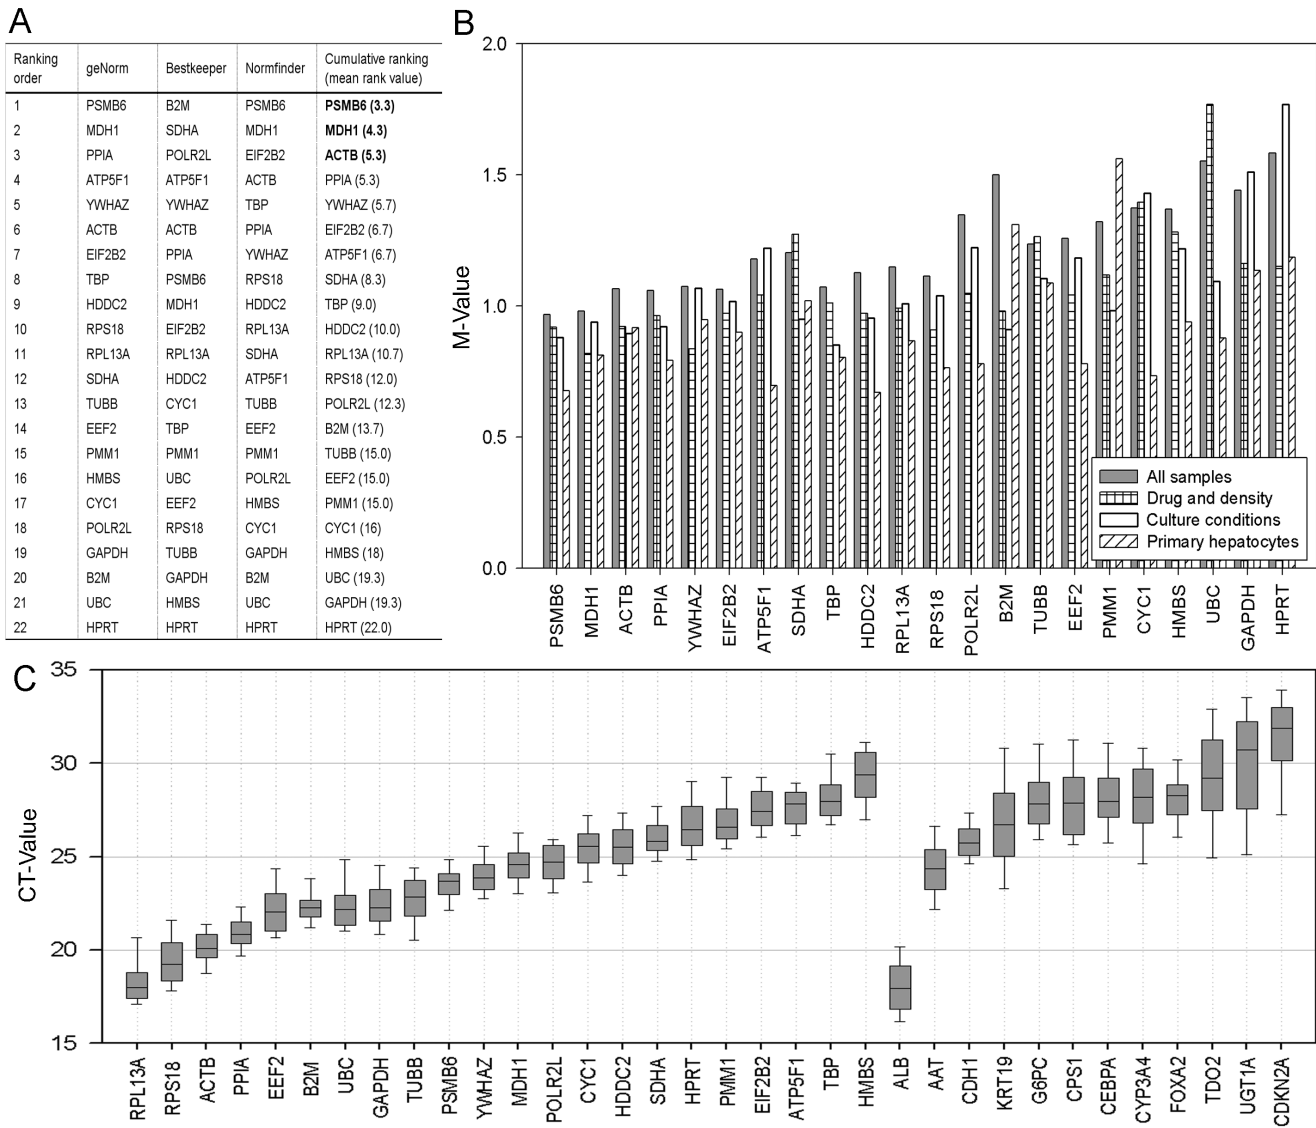 A
Ranking order geNorm Bestkeeper Normfinder Cumulative ranking (mean rank value)
1 PSMB6 B2M PSMB6 PSMB6 (3.3)
2 MDH1 SDHA MDH1 MDH1 (4.3)
3 PPIA POLR2L EIF2B2 ACTB (5.3)
4 ATP5F1 ATP5F1 ACTB PPIA (5.3)
5 YWHAZ YWHAZ TBP YWHAZ (5.7)
6 ACTB ACTB PPIA EIF2B2 (6.7)
7 EIF2B2 PPIA YWHAZ ATP5F1 (6.7)
8 TBP PSMB6 RPS18 SDHA (8.3)
9 HDDC2 MDH1 HDDC2 TBP (9.0)
10 RPS18 EIF2B2 RPL13A HDDC2 (10.0)
11 RPL13A RPL13A SDHA RPL13A (10.7)
12 SDHA HDDC2 ATP5F1 RPS18 (12.0)
13 TUBB CYC1 TUBB POLR2L (12.3)
14 EEF2 TBP EEF2 B2M (13.7)
15 PMM1 PMM1 PMM1 TUBB (15.0)
16 HMBS UBC POLR2L EEF2 (15.0)
17 CYC1 EEF2 HMBS PMM1 (15.0)
18 POLR2L RPS18 CYC1 CYC1 (16)
19 GAPDH TUBB GAPDH HMBS (18)
20 B2M GAPDH B2M UBC (19.3)
21 UBC HMBS UBC GAPDH (19.3)
22 HPRT HPRT HPRT HPRT (22.0)
B
M-Value
2.0
1.5
1.0
0.5
0.0
All samples
Drug and density
Culture conditions
Primary hepatocytes
PSMB6 MDH1 ACTB PPIA YWHAZ EIF2B2 ATP5F1 SDHA TBP HDDC2 RPL13A RPS18 POLR2L B2M TUBB EEF2 PMM1 CYC1 HMBS UBC GAPDH HPRT
C
CT-Value
35
30
25
20
15
RPL13A RPS18 ACTB PPIA EEF2 B2M UBC GAPDH TUBB PSMB6 YWHAZ MDH1 POLR2L CYC1 HDDC2 SDHA HPRT PMM1 EIF2B2 ATP5F1 TBP HMBS ALB AAT CDH1 KRT19 G6PC CPS1 CEBPA CYP3A4 FOXA2 TDO2 UGT1A CDKN2A